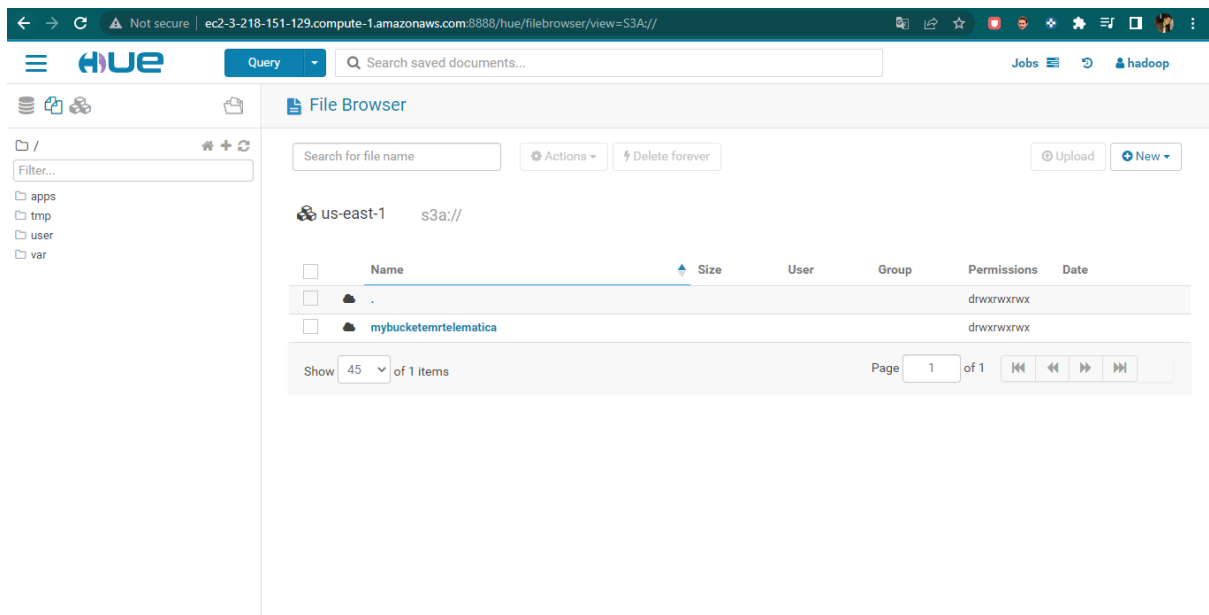 Not secure | ec2-3-218-151-129.compute-1.amazonaws.com:8888/hue/filebrowser/view=S3A://
HUE Query Search saved documents... Jobs hadoop
File Browser
/
Filter...
apps
tmp
user
var
Search for file name Actions Delete forever Upload New
us-east-1 s3a://
Name Size User Group Permissions Date
. drwxrwxrwx
mybucketemrtelematica drwxrwxrwx
Show 45 of 1 items Page 1 of 1